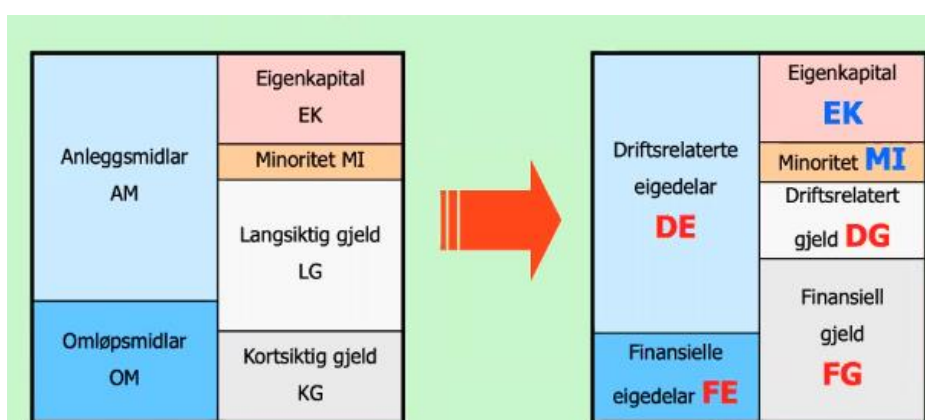 Anleggsmidlar
AM
Omløpsmidlar
OM
Eigenkapital
EK
Minoritet MI
Langsiktig gjeld
LG
Kortsiktig gjeld
KG
Driftsrelaterte
eigedelar
DE
Finansielle
eigedelar FE
Eigenkapital
EK
Minoritet MI
Driftsrelatert
gjeld DG
Finansiell
gjeld
FG